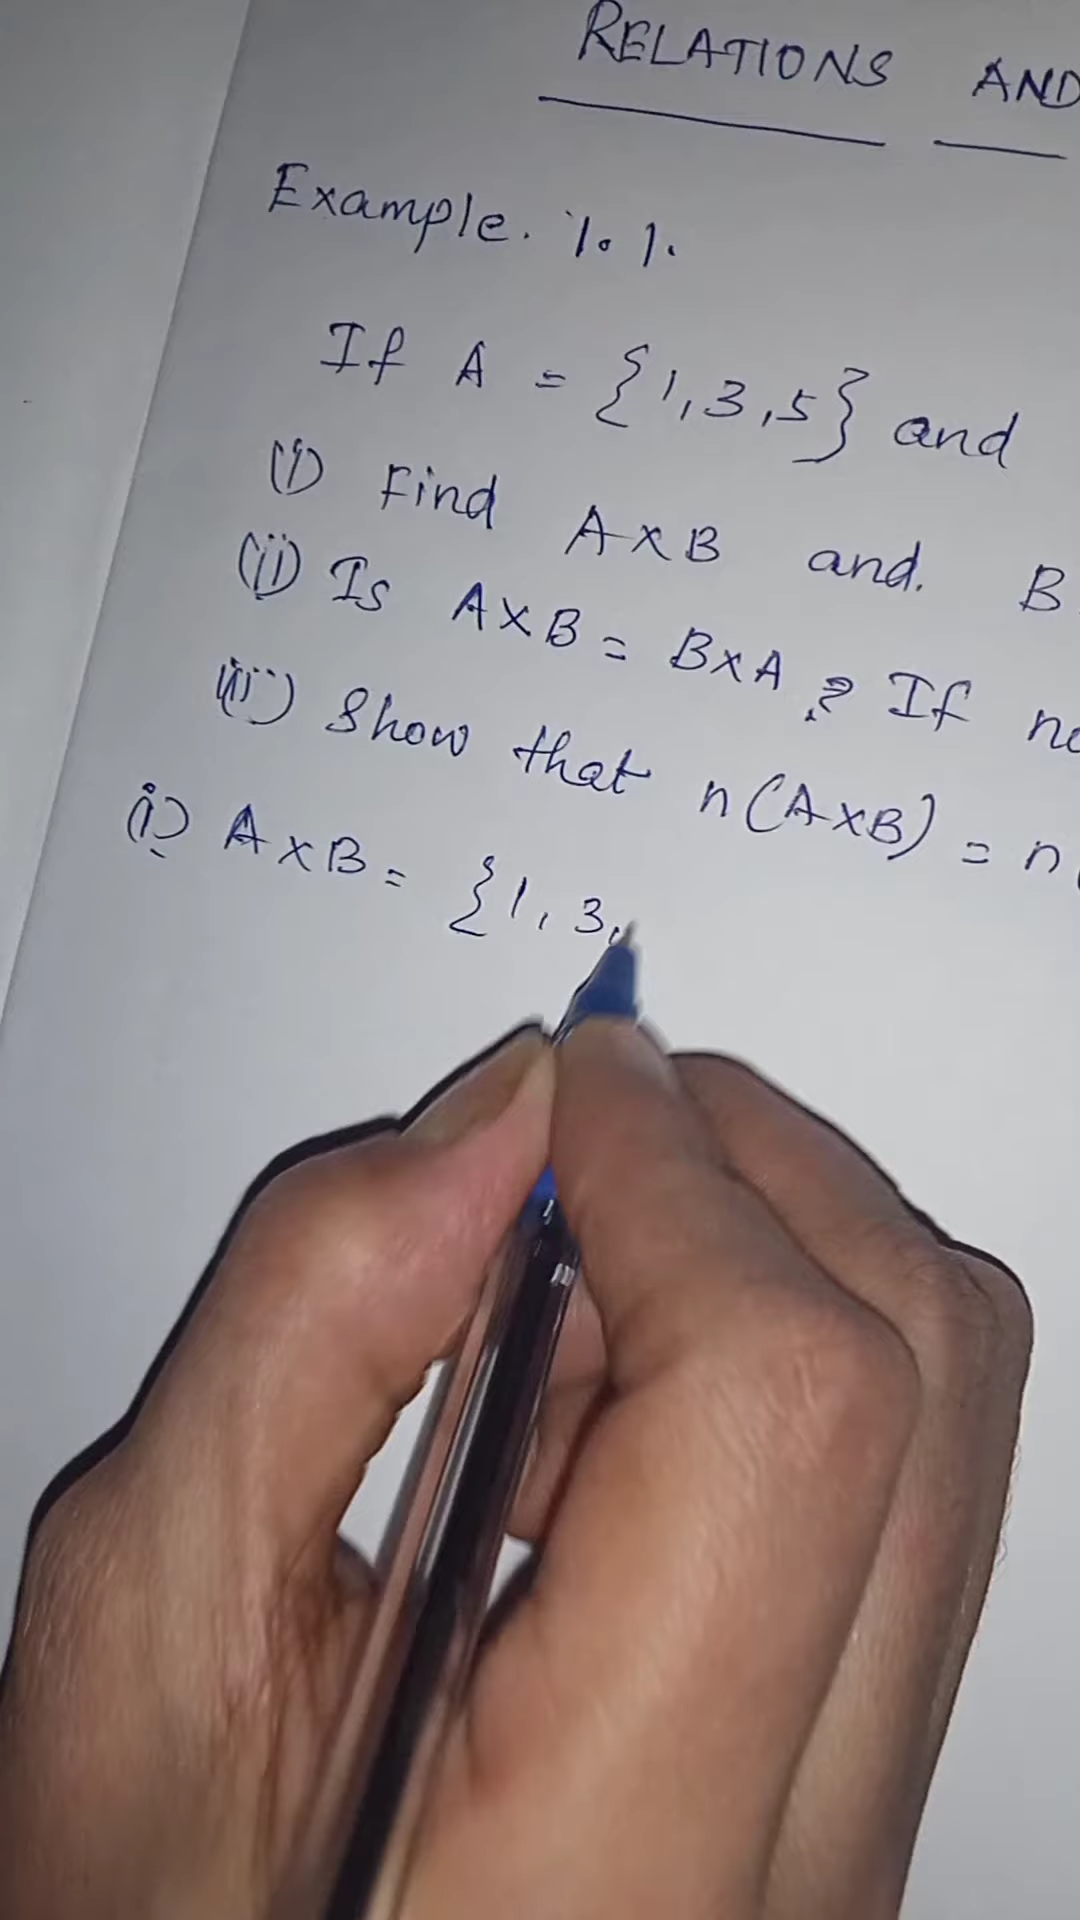 RELATIONS AND
Example. 1.1.
If A = {1,3,5} and
(i) Find A×B and. B
(ii) Is A×B = B×A ? If no
(iii) Show that n(A×B) = n(
(i) A×B = {1, 3,